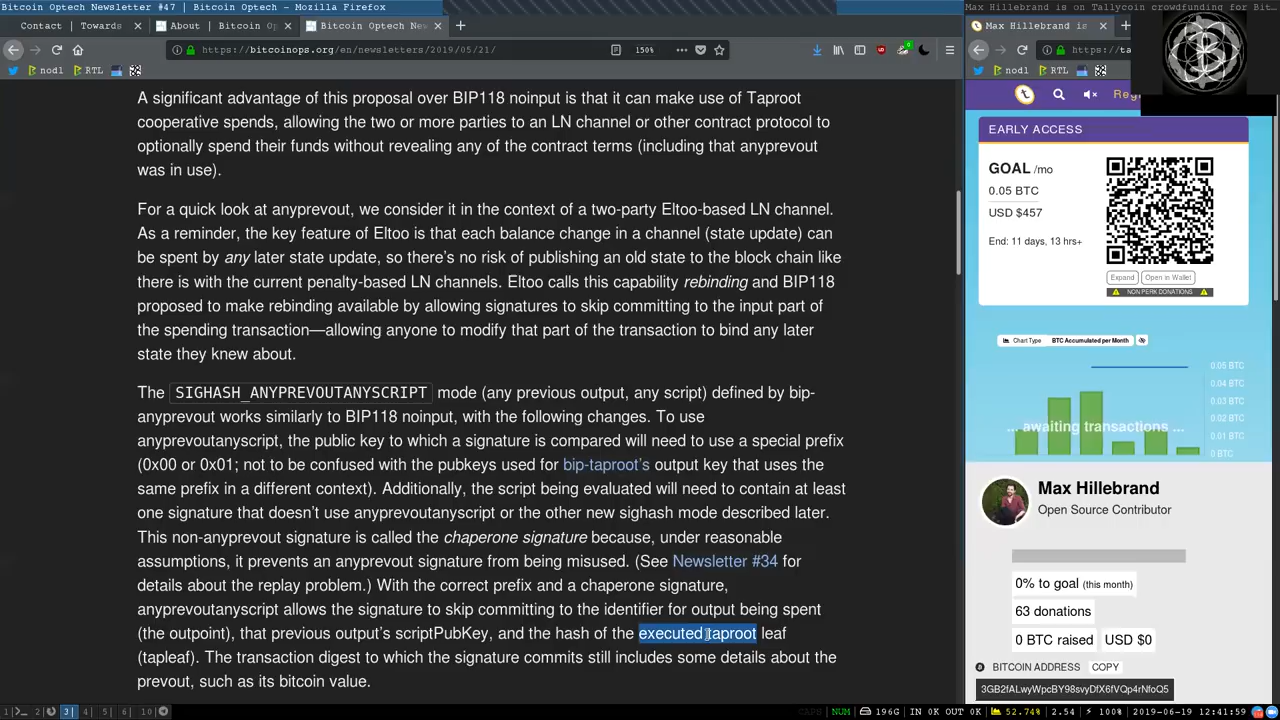 Bitcoin Optech Newsletter #47 | Bitcoin Optech - Mozilla Firefox
Max Hillebrand is on Tallycoin crowdfunding for Bit...
Contact | Towards
About | Bitcoin Op
Bitcoin Optech Newslett
Max Hillebrand is
https://bitcoinops.org/en/newsletters/2019/05/21/
150%
https://ta
nodl
RTL
nodl
RTL
A significant advantage of this proposal over BIP118 noinput is that it can make use of Taproot
cooperative spends, allowing the two or more parties to an LN channel or other contract protocol to
optionally spend their funds without revealing any of the contract terms (including that anyprevout
was in use).
For a quick look at anyprevout, we consider it in the context of a two-party Eltoo-based LN channel.
As a reminder, the key feature of Eltoo is that each balance change in a channel (state update) can
be spent by any later state update, so there's no risk of publishing an old state to the block chain like
there is with the current penalty-based LN channels. Eltoo calls this capability rebinding and BIP118
proposed to make rebinding available by allowing signatures to skip committing to the input part of
the spending transaction—allowing anyone to modify that part of the transaction to bind any later
state they knew about.
The SIGHASH_ANYPREVOUTANYSCRIPT mode (any previous output, any script) defined by bip-
anyprevout works similarly to BIP118 noinput, with the following changes. To use
anyprevoutanyscript, the public key to which a signature is compared will need to use a special prefix
(0x00 or 0x01; not to be confused with the pubkeys used for bip-taproot's output key that uses the
same prefix in a different context). Additionally, the script being evaluated will need to contain at least
one signature that doesn't use anyprevoutanyscript or the other new sighash mode described later.
This non-anyprevout signature is called the chaperone signature because, under reasonable
assumptions, it prevents an anyprevout signature from being misused. (See Newsletter #34 for
details about the replay problem.) With the correct prefix and a chaperone signature,
anyprevoutanyscript allows the signature to skip committing to the identifier for output being spent
(the outpoint), that previous output's scriptPubKey, and the hash of the executed taproot leaf
(tapleaf). The transaction digest to which the signature commits still includes some details about the
prevout, such as its bitcoin value.
Reg
EARLY ACCESS
GOAL /mo
0.05 BTC
USD $457
End: 11 days, 13 hrs+
Expand
Open in Wallet
NON PERK DONATIONS
Chart Type
BTC Accumulated per Month
0.05 BTC
0.04 BTC
0.03 BTC
0.02 BTC
0.01 BTC
0 BTC
... awaiting transactions ...
Max Hillebrand
Open Source Contributor
0% to goal (this month)
63 donations
0 BTC raised
USD $0
BITCOIN ADDRESS COPY
3GB2fALwyWpcBY98svyDfX6fVQp4rNfoQ5
1 2 3 4 5 6 10
CAPS NUM 196G IN 0K OUT 0K 52.74% 2.54 100% 2019-06-19 12:41:59